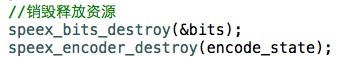 //销毁释放资源
speex_bits_destroy(&bits);
speex_encoder_destroy(encode_state);